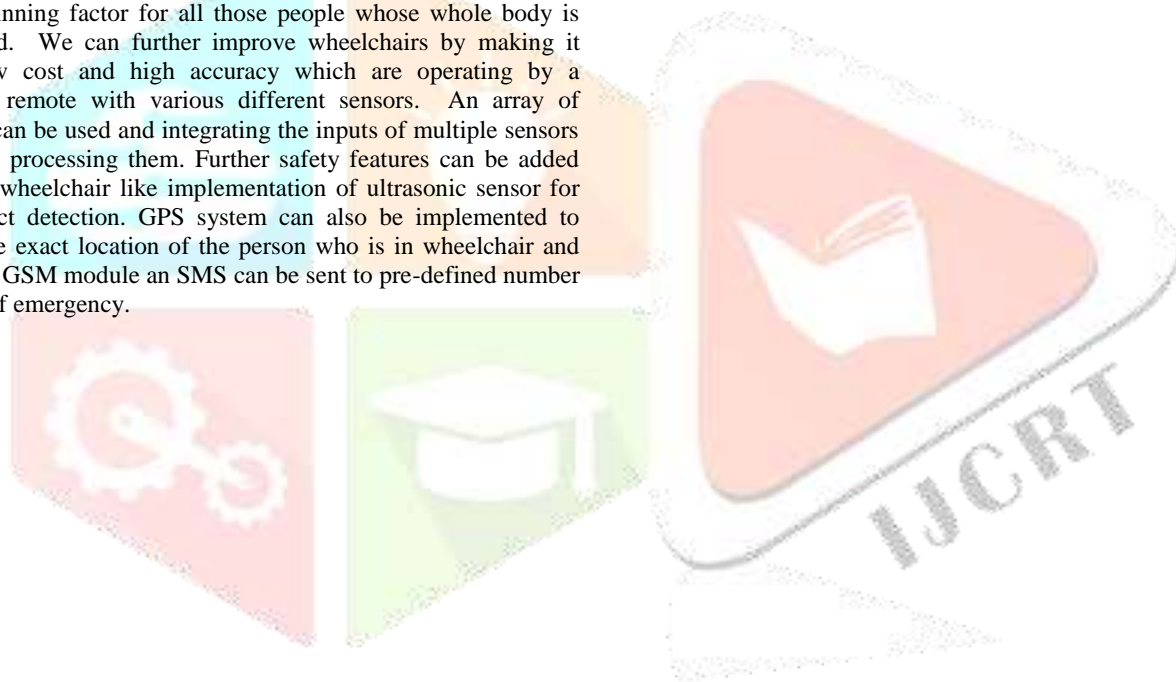 nning factor for all those people whose whole body is
d. We can further improve wheelchairs by making it
cost and high accuracy which are operating by a
remote with various different sensors. An array of
can be used and integrating the inputs of multiple sensors
processing them. Further safety features can be added
wheelchair like implementation of ultrasonic sensor for
ct detection. GPS system can also be implemented to
e exact location of the person who is in wheelchair and
GSM module an SMS can be sent to pre-defined number
f emergency.
IJCRT